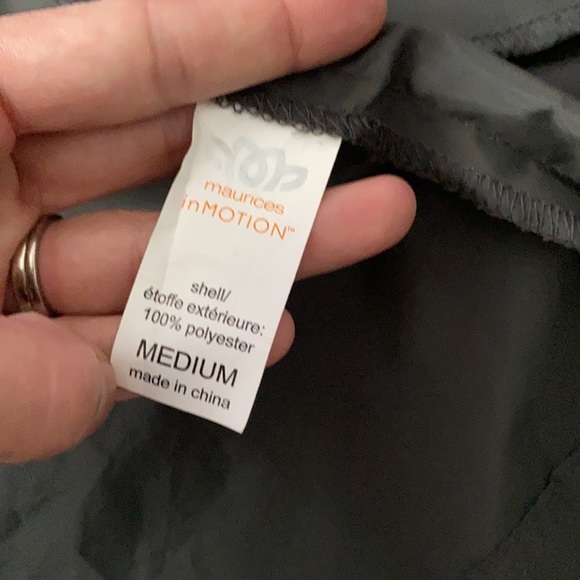 maurices
inMOTION™
shell/
étoffe extérieure:
100% polyester
MEDIUM
made in china